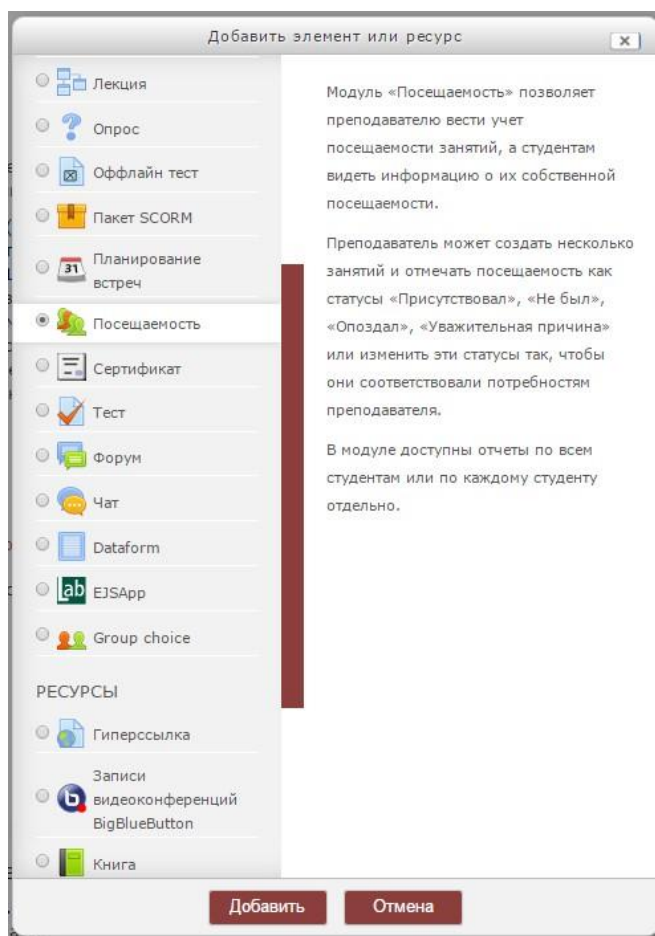 Добавить элемент или ресурс
Лекция
Опрос
Оффлайн тест
Пакет SCORM
Планирование
встреч
Посещаемость
Сертификат
Тест
Форум
Чат
Dataform
EJSApp
Group choice
РЕСУРСЫ
Гиперссылка
Записи
видеоконференций
BigBlueButton
Книга
Модуль «Посещаемость» позволяет
преподавателю вести учет
посещаемости занятий, а студентам
видеть информацию о их собственной
посещаемости.
Преподаватель может создать несколько
занятий и отмечать посещаемость как
статусы «Присутствовал», «Не был»,
«Опоздал», «Уважительная причина»
или изменить эти статусы так, чтобы
они соответствовали потребностям
преподавателя.
В модуле доступны отчеты по всем
студентам или по каждому студенту
отдельно.
Добавить
Отмена